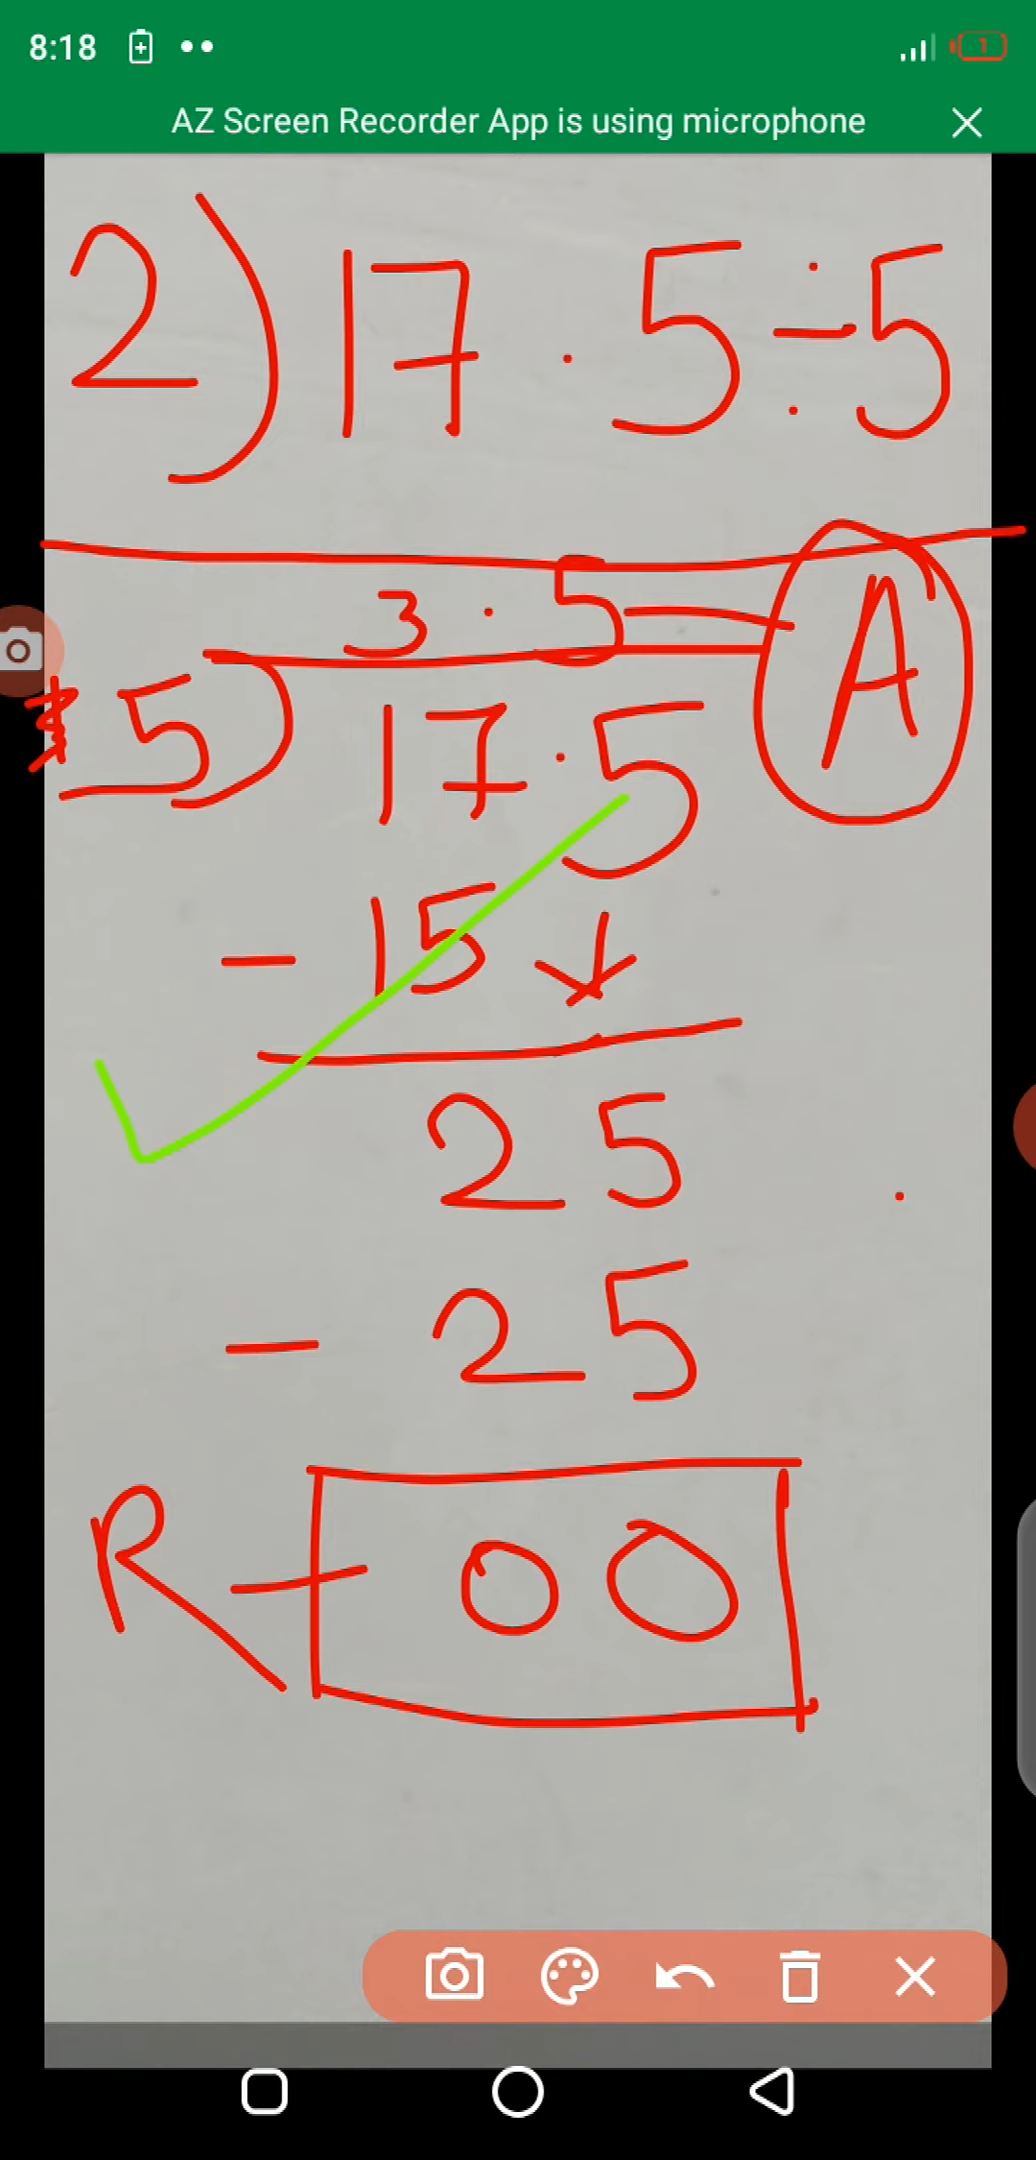 8:18
1
AZ Screen Recorder App is using microphone
2) 17.5÷5
3.5 = A
5) 17.5
- 15
25
- 25
R - 00